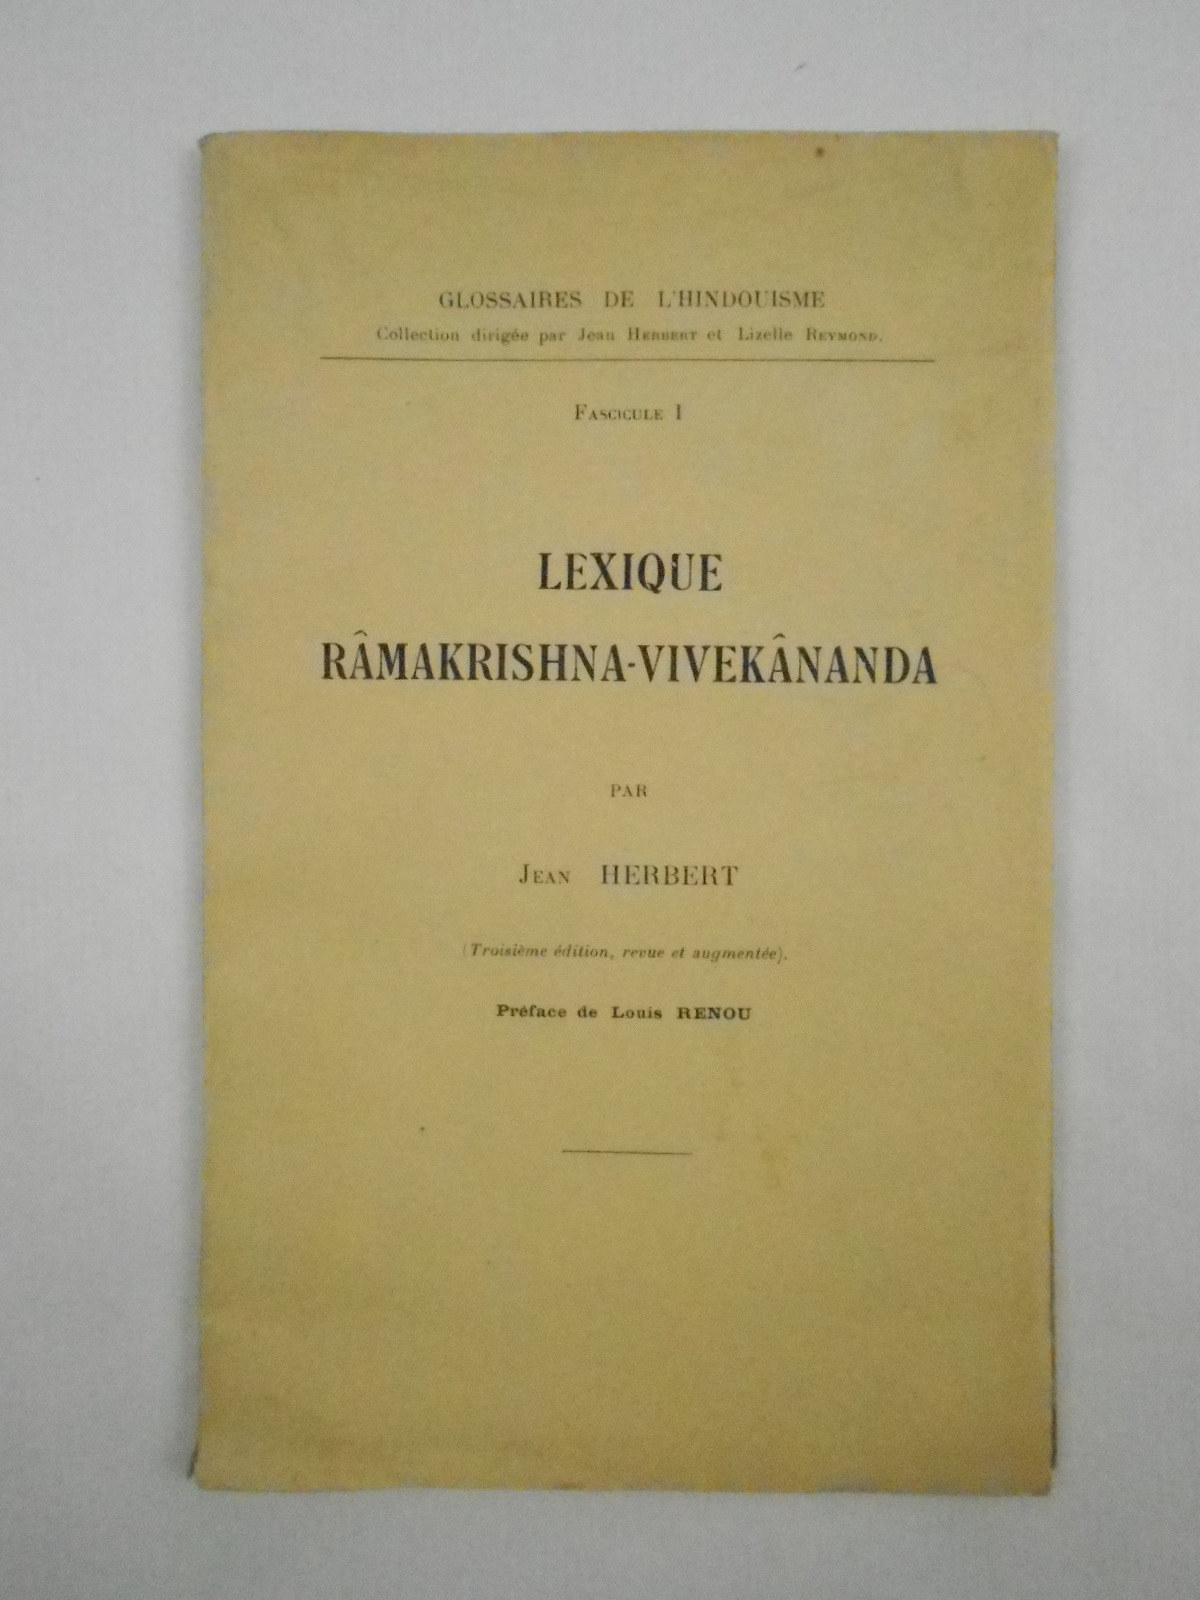 GLOSSAIRES DE L'HINDOUISME
Collection dirigée par Jean HERBERT et Lizelle REYMOND.
FASCICULE I
LEXIQUE
RÂMAKRISHNA-VIVEKÂNANDA
PAR
JEAN HERBERT
(Troisième édition, revue et augmentée).
Préface de Louis RENOU